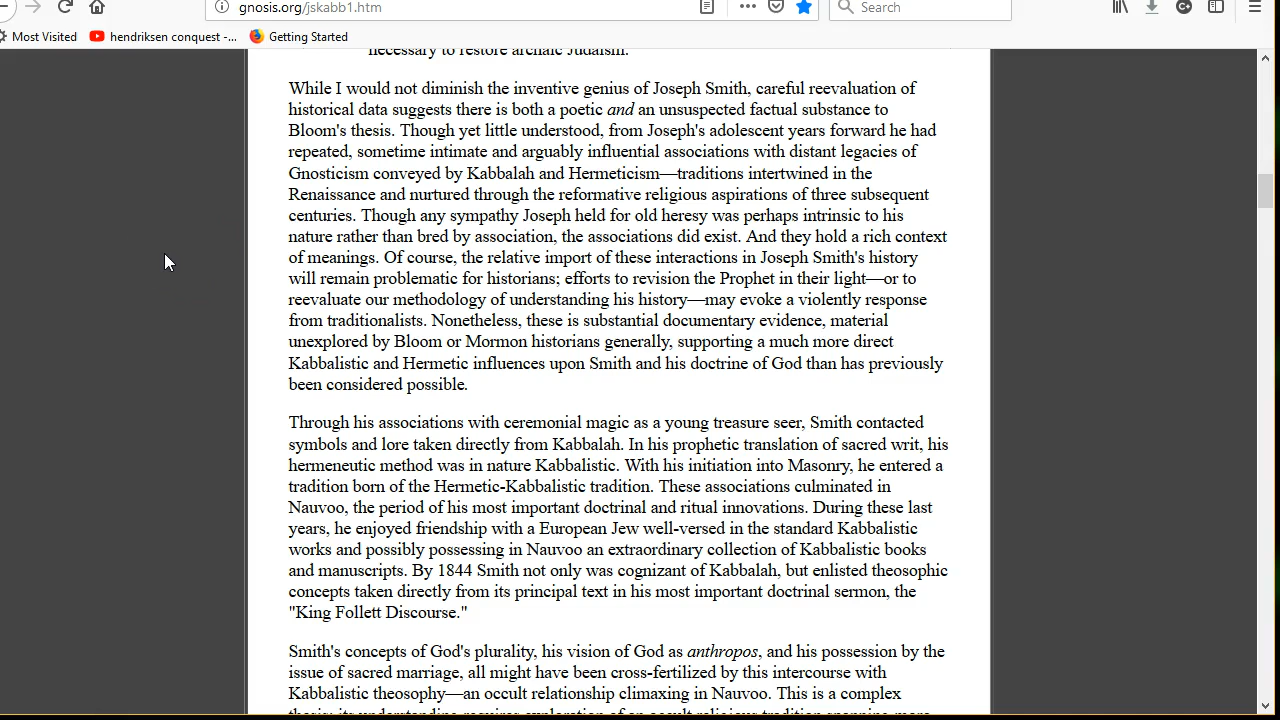 gnosis.org/jskabb1.htm
Search
Most Visited
hendriksen conquest -...
Getting Started
necessary to restore archaic Judaism.
While I would not diminish the inventive genius of Joseph Smith, careful reevaluation of
historical data suggests there is both a poetic and an unsuspected factual substance to
Bloom's thesis. Though yet little understood, from Joseph's adolescent years forward he had
repeated, sometime intimate and arguably influential associations with distant legacies of
Gnosticism conveyed by Kabbalah and Hermeticism—traditions intertwined in the
Renaissance and nurtured through the reformative religious aspirations of three subsequent
centuries. Though any sympathy Joseph held for old heresy was perhaps intrinsic to his
nature rather than bred by association, the associations did exist. And they hold a rich context
of meanings. Of course, the relative import of these interactions in Joseph Smith's history
will remain problematic for historians; efforts to revision the Prophet in their light—or to
reevaluate our methodology of understanding his history—may evoke a violently response
from traditionalists. Nonetheless, these is substantial documentary evidence, material
unexplored by Bloom or Mormon historians generally, supporting a much more direct
Kabbalistic and Hermetic influences upon Smith and his doctrine of God than has previously
been considered possible.
Through his associations with ceremonial magic as a young treasure seer, Smith contacted
symbols and lore taken directly from Kabbalah. In his prophetic translation of sacred writ, his
hermeneutic method was in nature Kabbalistic. With his initiation into Masonry, he entered a
tradition born of the Hermetic-Kabbalistic tradition. These associations culminated in
Nauvoo, the period of his most important doctrinal and ritual innovations. During these last
years, he enjoyed friendship with a European Jew well-versed in the standard Kabbalistic
works and possibly possessing in Nauvoo an extraordinary collection of Kabbalistic books
and manuscripts. By 1844 Smith not only was cognizant of Kabbalah, but enlisted theosophic
concepts taken directly from its principal text in his most important doctrinal sermon, the
"King Follett Discourse."
Smith's concepts of God's plurality, his vision of God as anthropos, and his possession by the
issue of sacred marriage, all might have been cross-fertilized by this intercourse with
Kabbalistic theosophy—an occult relationship climaxing in Nauvoo. This is a complex